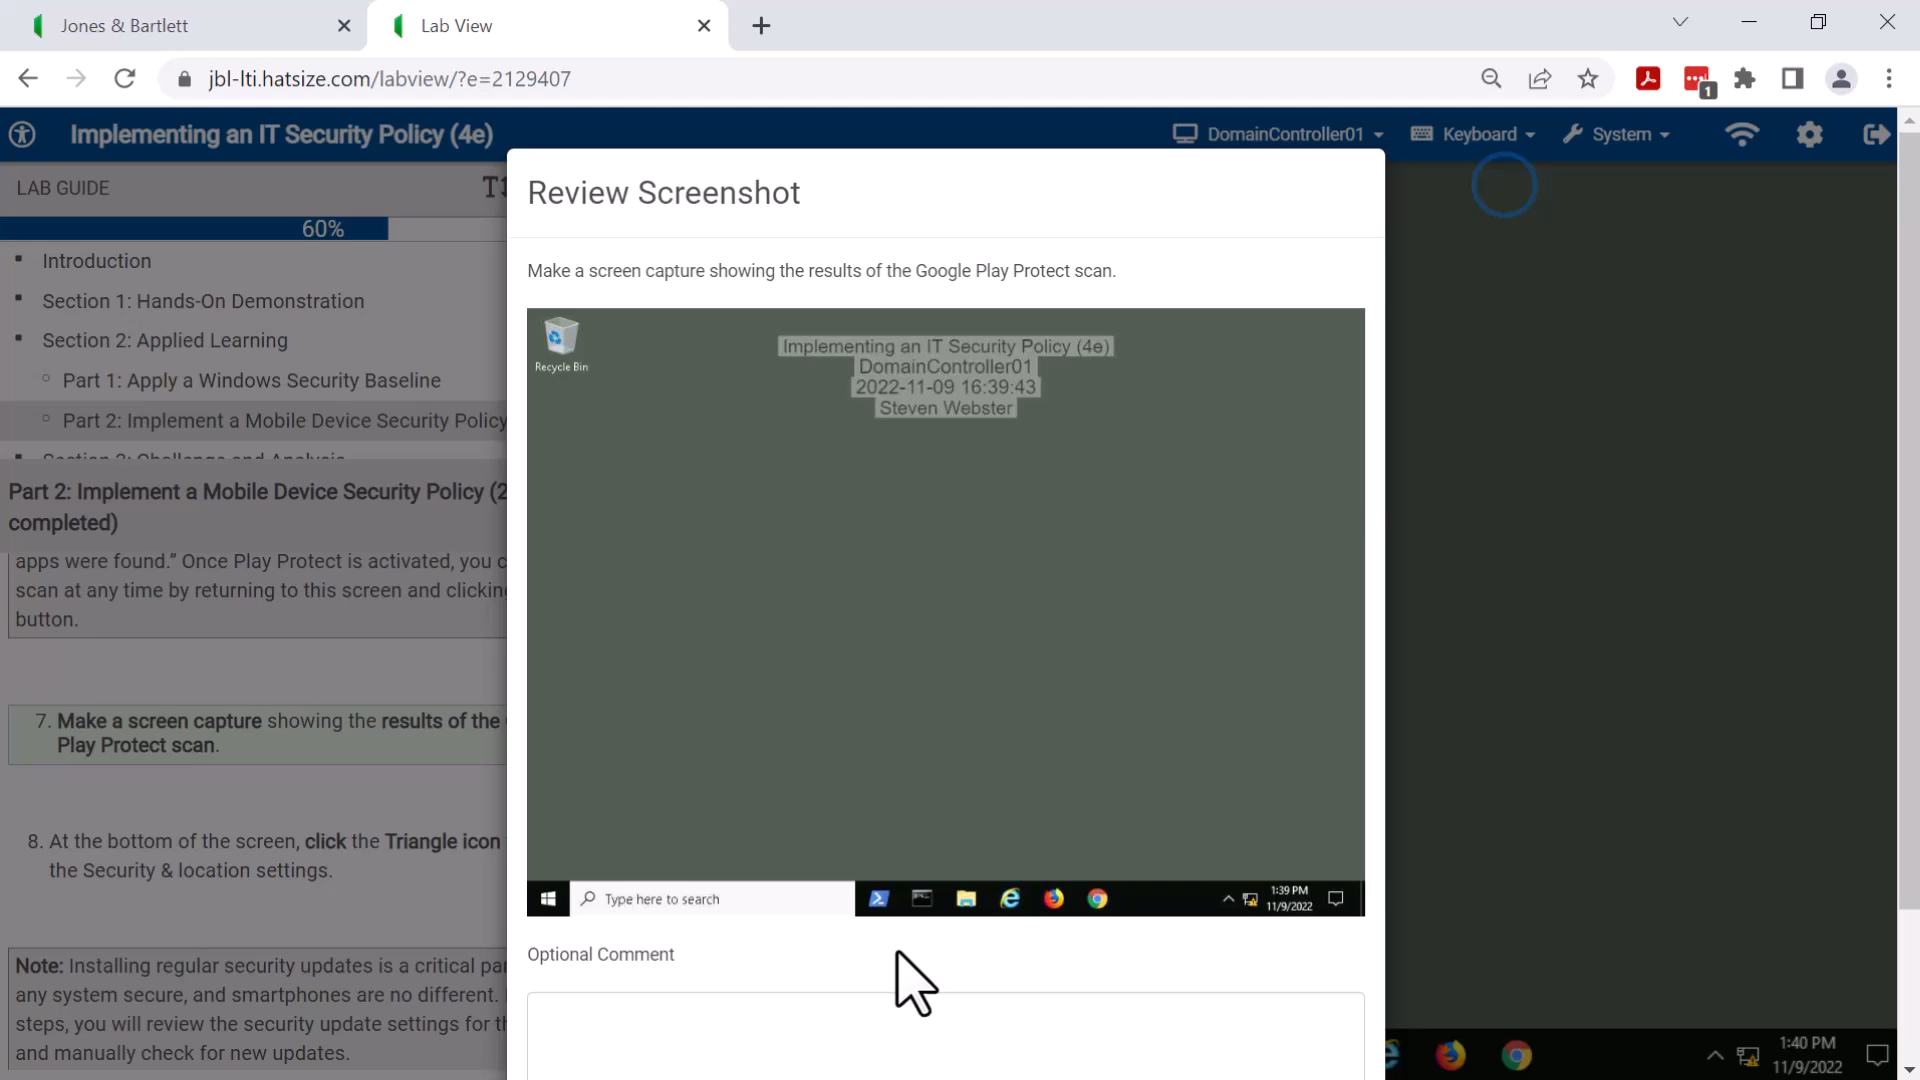 Jones & Bartlett
Lab View
jbl-lti.hatsize.com/labview/?e=2129407
1
Implementing an IT Security Policy (4e)
DomainController01
Keyboard
System
LAB GUIDE
60%
Introduction
Section 1: Hands-On Demonstration
Section 2: Applied Learning
Part 1: Apply a Windows Security Baseline
Part 2: Implement a Mobile Device Security Policy
Section 3: Challenge and Analysis
Part 2: Implement a Mobile Device Security Policy (2
completed)
apps were found.” Once Play Protect is activated, you c
scan at any time by returning to this screen and clicking
button.
7. Make a screen capture showing the results of the
Play Protect scan.
8. At the bottom of the screen, click the Triangle icon
the Security & location settings.
Note: Installing regular security updates is a critical par
any system secure, and smartphones are no different.
steps, you will review the security update settings for th
and manually check for new updates.
Review Screenshot
Make a screen capture showing the results of the Google Play Protect scan.
Recycle Bin
Implementing an IT Security Policy (4e)
DomainController01
2022-11-09 16:39:43
Steven Webster
Type here to search
1:39 PM
11/9/2022
Optional Comment
1:40 PM
11/9/2022